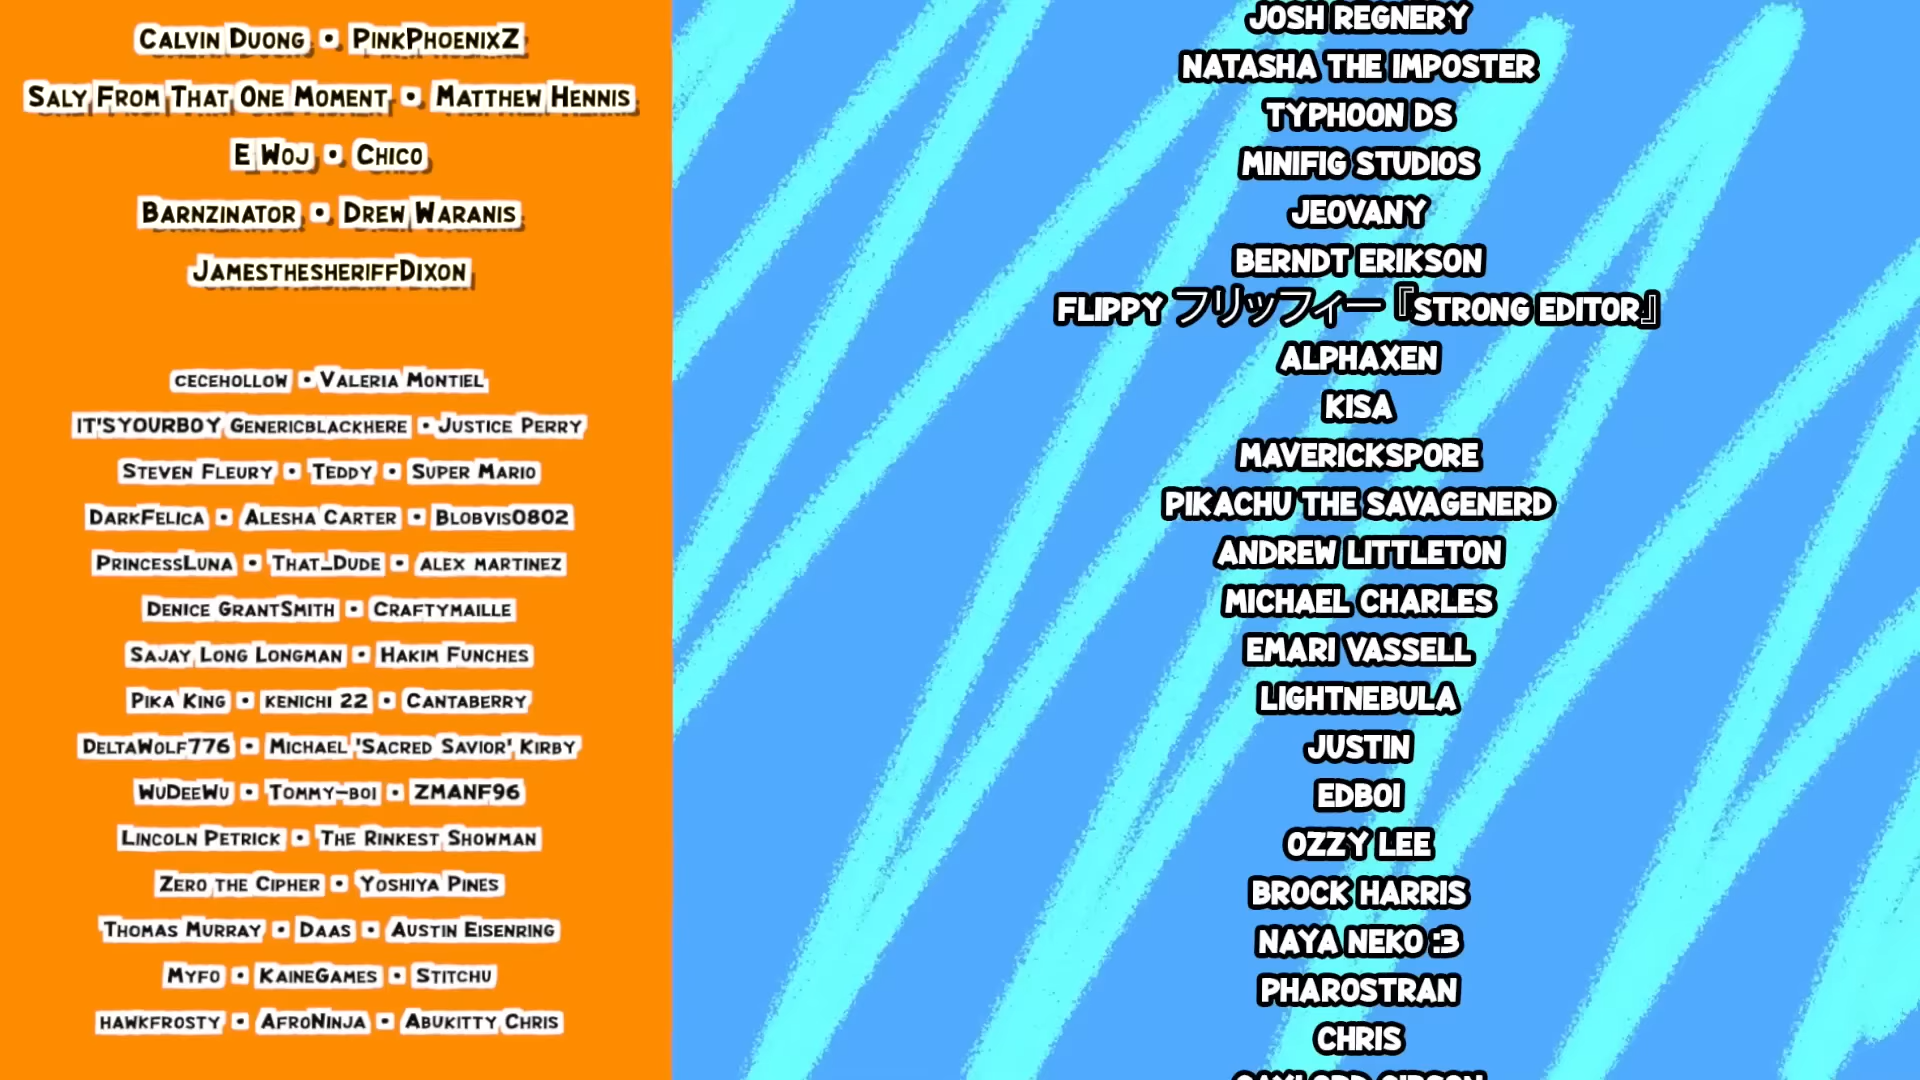 Calvin Duong • PinkPhoenixZ
Saly From That One Moment • Matthew Hennis
E Woj • Chico
Barnzinator • Drew Waranis
JamestheSheriffDixon
cecehollow • Valeria Montiel
IT'SYOURBOY Genericblackhere • Justice Perry
Steven Fleury • Teddy • Super Mario
DarkFelica • Alesha Carter • Blobvis0802
PrincessLuna • That_Dude • alex martinez
Denice GrantSmith • Craftymaille
Sajay Long Longman • Hakim Funches
Pika King • kenichi 22 • Cantaberry
DeltaWolf776 • Michael 'Sacred Savior' Kirby
WuDeeWu • Tommy-boi • ZMANF96
Lincoln Petrick • The Rinkest Showman
Zero the Cipher • Yoshiya Pines
Thomas Murray • Daas • Austin Eisenring
Myfo • KaineGames • Stitchu
hawkfrosty • AfroNinja • Abukitty Chris
JOSH REGNERY
NATASHA THE IMPOSTER
TYPHOON DS
MINIFIG STUDIOS
JEOVANY
BERNDT ERIKSON
FLIPPY フリッフィー『STRONG EDITOR』
ALPHAXEN
KISA
MAVERICKSPORE
PIKACHU THE SAVAGENERD
ANDREW LITTLETON
MICHAEL CHARLES
EMARI VASSELL
LIGHTNEBULA
JUSTIN
EDBOI
OZZY LEE
BROCK HARRIS
NAYA NEKO :3
PHAROSTRAN
CHRIS